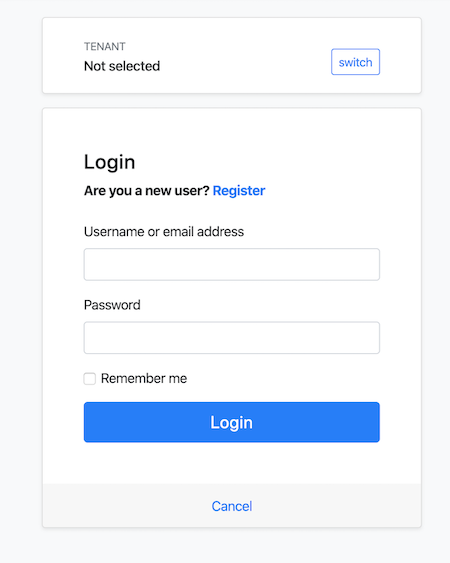 TENANT
Not selected
switch
Login
Are you a new user? Register
Username or email address
Password
Remember me
Login
Cancel